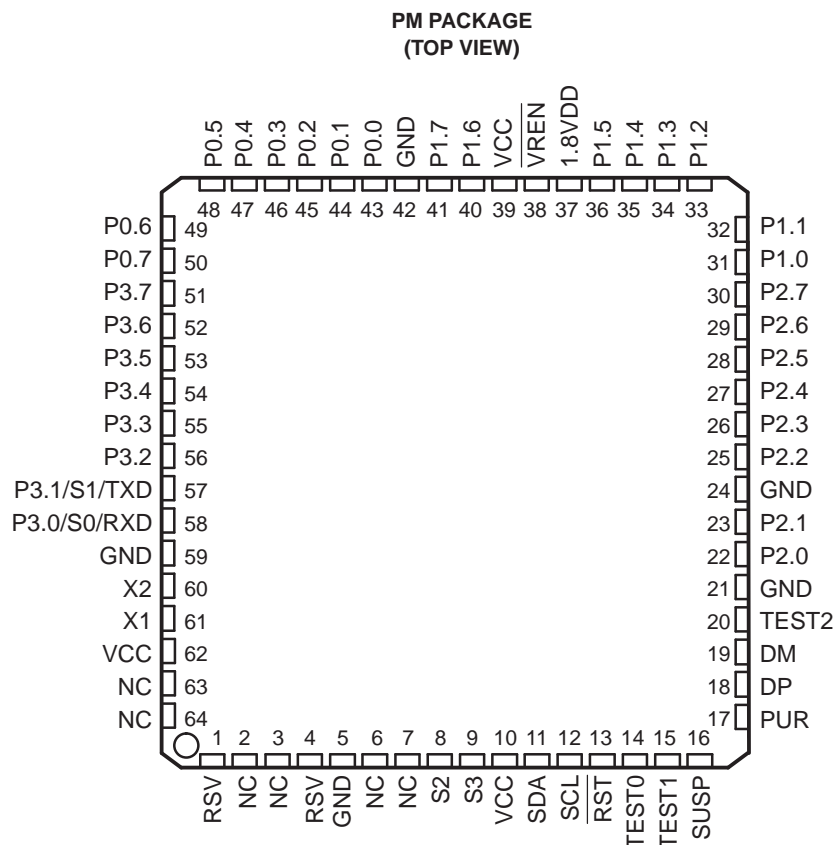 PM PACKAGE
(TOP VIEW)
P0.5
P0.4
P0.3
P0.2
P0.1
P0.0
GND
P1.7
P1.6
VCC
VREN
1.8VDD
P1.5
P1.4
P1.3
P1.2
48 47 46 45 44 43 42 41 40 39 38 37 36 35 34 33
P0.6 49
P0.7 50
P3.7 51
P3.6 52
P3.5 53
P3.4 54
P3.3 55
P3.2 56
P3.1/S1/TXD 57
P3.0/S0/RXD 58
GND 59
X2 60
X1 61
VCC 62
NC 63
NC 64
32 P1.1
31 P1.0
30 P2.7
29 P2.6
28 P2.5
27 P2.4
26 P2.3
25 P2.2
24 GND
23 P2.1
22 P2.0
21 GND
20 TEST2
19 DM
18 DP
17 PUR
1 2 3 4 5 6 7 8 9 10 11 12 13 14 15 16
RSV
NC
NC
RSV
GND
NC
NC
S2
S3
VCC
SDA
SCL
RST
TEST0
TEST1
SUSP